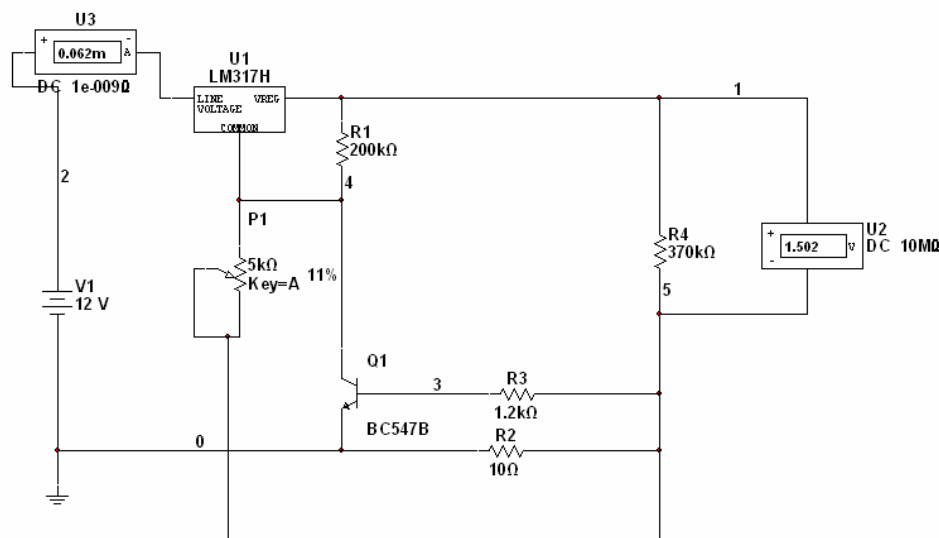 U3
+
-
0.062m
A
DC 1e-009Ω
U1
LM317H
LINE
VOLTAGE
VREG
COMMON
1
R1
200kΩ
2
4
P1
5kΩ
Key=A
11%
R4
370kΩ
5
+
-
1.502
V
U2
DC 10MΩ
V1
12 V
Q1
3
R3
1.2kΩ
BC547B
0
R2
10Ω